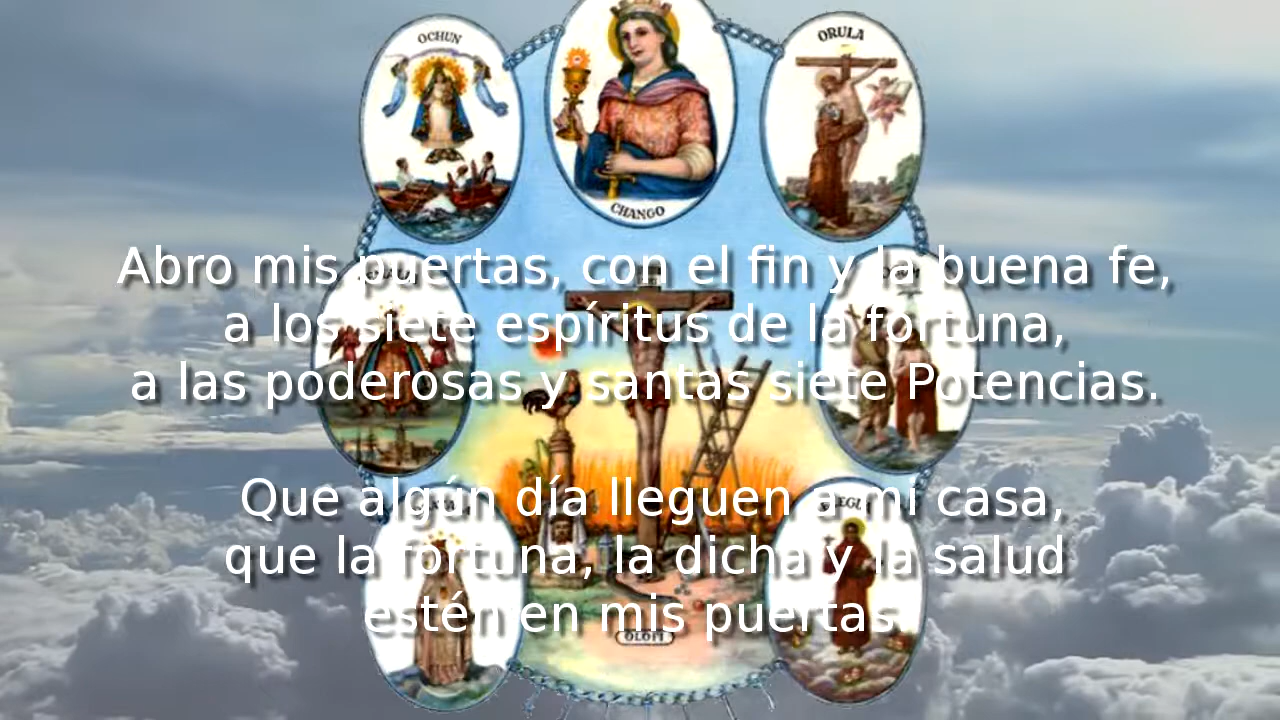 OCHUN
ORULA
CHANGO
Abro mis puertas, con el fin y la buena fe,
a los siete espíritus de la fortuna,
a las poderosas y santas siete Potencias.
Que algún día lleguen a mi casa,
que la fortuna, la dicha y la salud
estén en mis puertas.
OLOFI